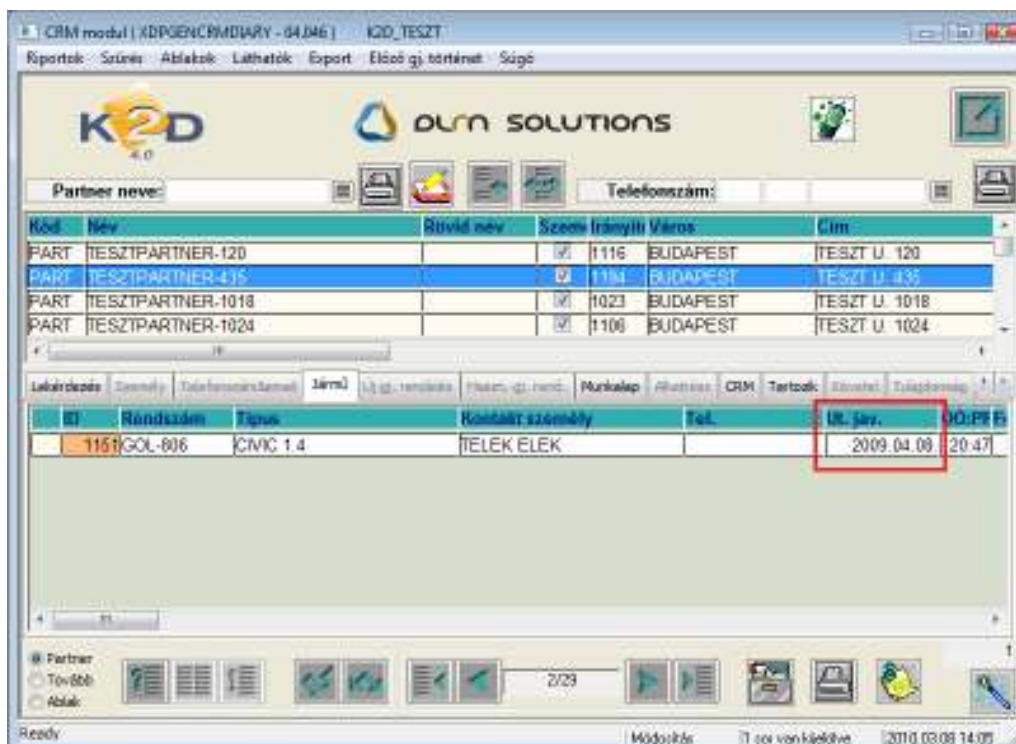 CRM modul ( XDPGENCRMDIARY - 04.046 ) K2D_TESZT
Riportok Szűrés Ablakok Láthatók Export Előző gj. történet Súgó
K2D
4.0
DLM SOLUTIONS
Partner neve: Telefonszám:
Kód Név Rövid név Szem Irányít Város Cím
PART TESZTPARTNER-120 1116 BUDAPEST TESZT U. 120
PART TESZTPARTNER-435 1194 BUDAPEST TESZT U. 435
PART TESZTPARTNER-1018 1023 BUDAPEST TESZT U. 1018
PART TESZTPARTNER-1024 1106 BUDAPEST TESZT U. 1024
Lekérdezés Személy Jármű Munkalap CRM Tartozik Követel
ID Rendszám Típus Kontakt személy Tel. Ut. jav.
1151 GOL-806 CIVIC 1.4 TELEK ELEK 2009.04.08. 20:47
Partner
Tovább
Ablak
2/29
Ready Módosítás 1 sor van kijelölve 2010.03.08 14:05